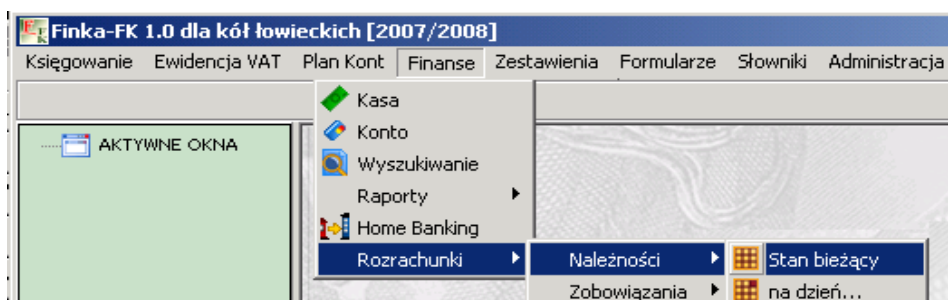 Finka-FK 1.0 dla kół łowieckich [2007/2008]
Księgowanie Ewidencja VAT Plan Kont Finanse Zestawienia Formularze Słowniki Administracja
Kasa
AKTYWNE OKNA
Konto
Wyszukiwanie
Raporty
Home Banking
Rozrachunki Należności Stan bieżący
Zobowiązania na dzień...